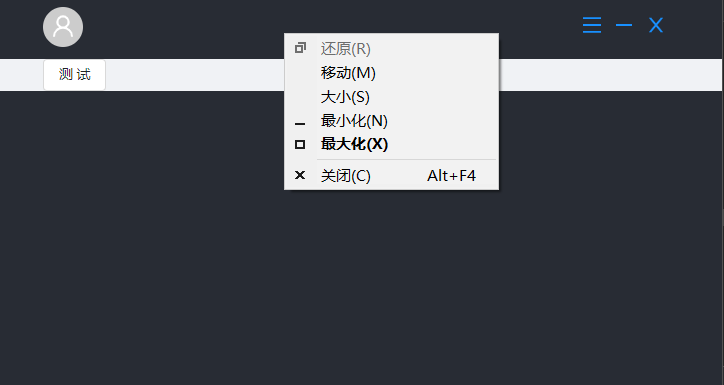 测 试
还原(R)
移动(M)
大小(S)
最小化(N)
最大化(X)
关闭(C) Alt+F4